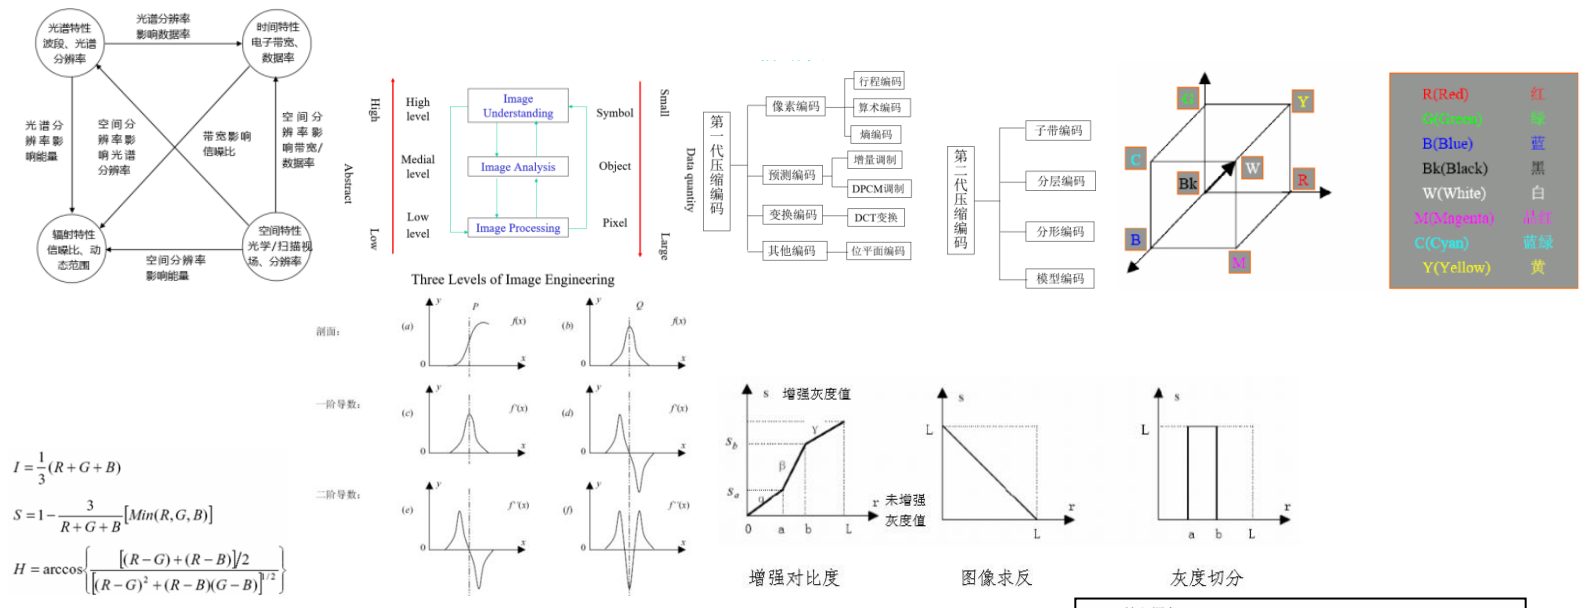 光谱特性
波段、光谱
分辨率
光谱分辨率
影响数据率
时间特性
电子带宽、
数据率
光谱分
辨率影
响能量
空间分
辨率影
响光谱
分辨率
带宽影响
信噪比
空间分
辨率影
响带宽/
数据率
辐射特性
信噪比、动
态范围
空间分辨率
影响能量
空间特性
光学/扫描视
场、分辨率
High
Abstract
Low
High
level
Medial
level
Low
level
Image
Understanding
Image Analysis
Image Processing
Symbol
Object
Pixel
Small
Data quantity
Large
Three Levels of Image Engineering
第一代压缩编码
像素编码
行程编码
算术编码
熵编码
预测编码
增量调制
DPCM调制
变换编码
DCT变换
其他编码
位平面编码
第二代压缩编码
子带编码
分层编码
分形编码
模型编码
G
Y
C
W
Bk
R
B
M
R(Red) 红
G(Green) 绿
B(Blue) 蓝
Bk(Black) 黑
W(White) 白
M(Magenta) 品红
C(Cyan) 蓝绿
Y(Yellow) 黄
剖面:
(a) y P f(x) 0 x
(b) y Q f(x) 0 x
一阶导数:
(c) y f'(x) 0 x
(d) y f'(x) 0 x
二阶导数:
(e) y f''(x) 0 x
(f) y f''(x) 0 x
I = 1/3 (R + G + B)
S = 1 − 3/(R + G + B) [Min(R, G, B)]
H = arccos{ [(R − G) + (R − B)]/2 / [(R − G)² + (R − B)(G − B)]^1/2 }
s 增强灰度值
Sb
Sa
α
β
γ
r 未增强
灰度值
0 a b L
增强对比度
s
L
r
L
图像求反
s
L
r
a b L
灰度切分